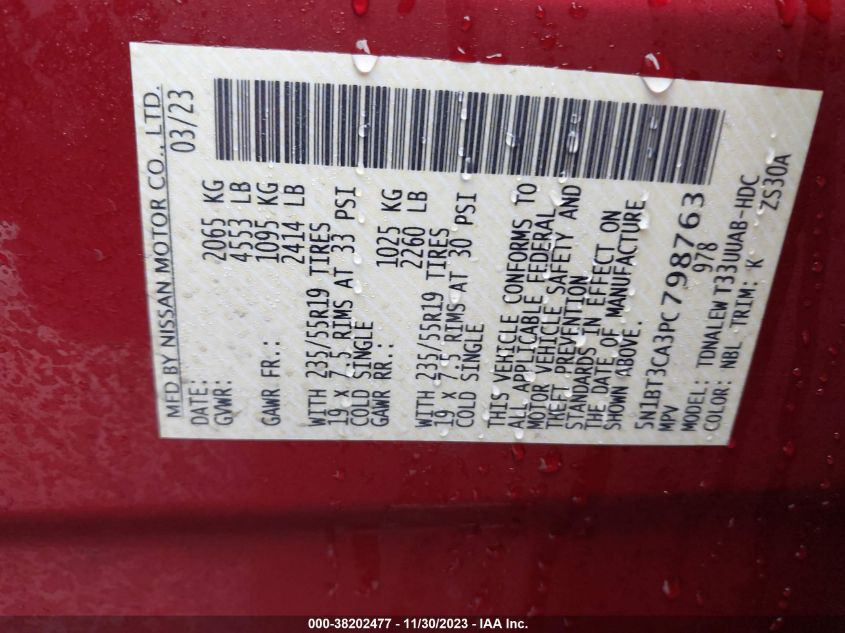 MFD BY NISSAN MOTOR CO., LTD.
DATE: 03/23
GVWR: 2065 KG
4553 LB
GAWR FR.: 1095 KG
2414 LB
WITH 235/55R19 TIRES
19 X 7.5 RIMS AT 33 PSI
COLD SINGLE
GAWR RR.: 1025 KG
2260 LB
WITH 235/55R19 TIRES
19 X 7.5 RIMS AT 30 PSI
COLD SINGLE
THIS VEHICLE CONFORMS TO
ALL APPLICABLE FEDERAL
MOTOR VEHICLE SAFETY AND
THEFT PREVENTION
STANDARDS IN EFFECT ON
THE DATE OF MANUFACTURE
SHOWN ABOVE.
5N1BT3CA3PC798763
MPV 978
MODEL: TDNALEW T33UUAB-HDC
COLOR: NBL TRIM: K ZS30A
000-38202477 - 11/30/2023 - IAA Inc.